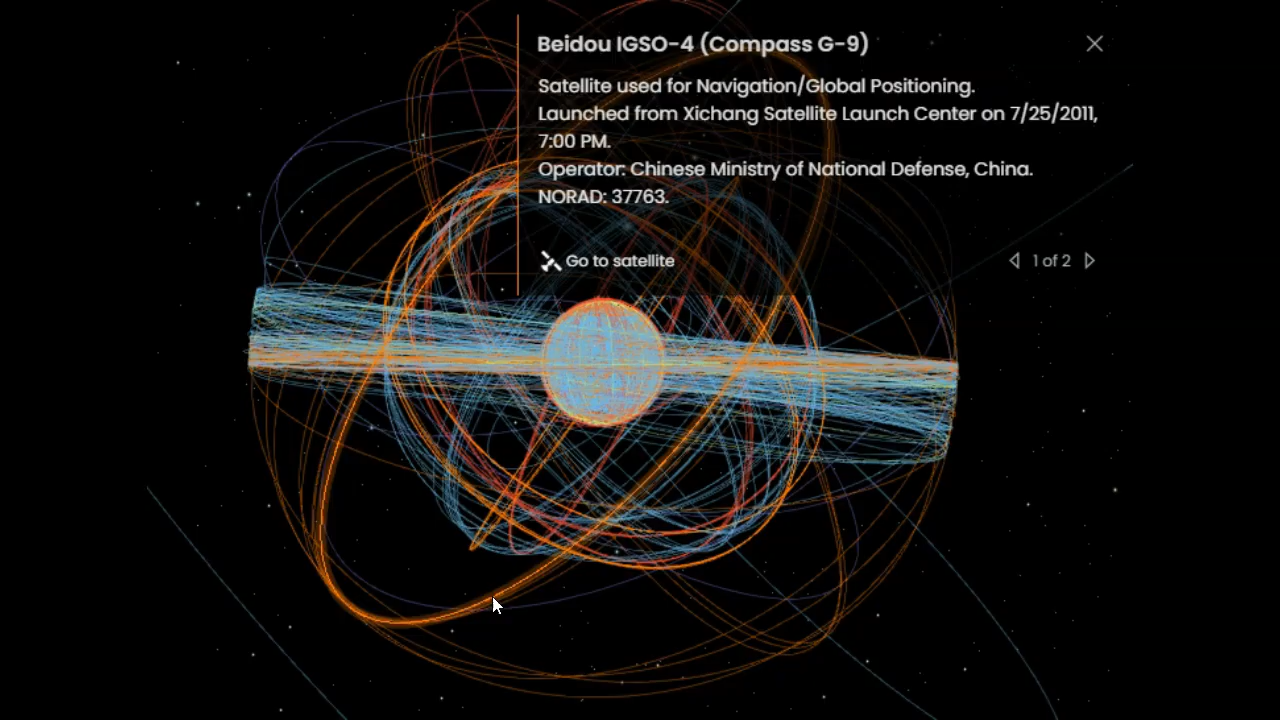 Beidou IGSO-4 (Compass G-9)
Satellite used for Navigation/Global Positioning.
Launched from Xichang Satellite Launch Center on 7/25/2011,
7:00 PM.
Operator: Chinese Ministry of National Defense, China.
NORAD: 37763.
Go to satellite
1 of 2